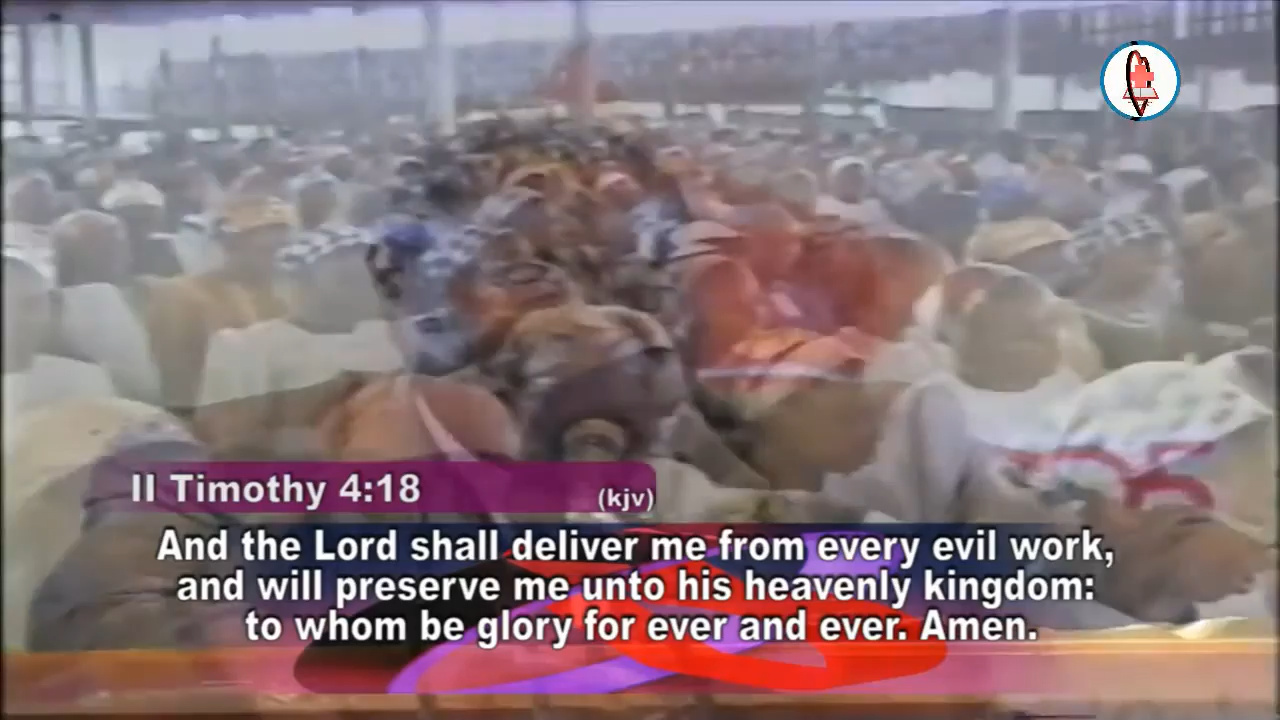 II Timothy 4:18
(kjv)
And the Lord shall deliver me from every evil work,
and will preserve me unto his heavenly kingdom:
to whom be glory for ever and ever. Amen.